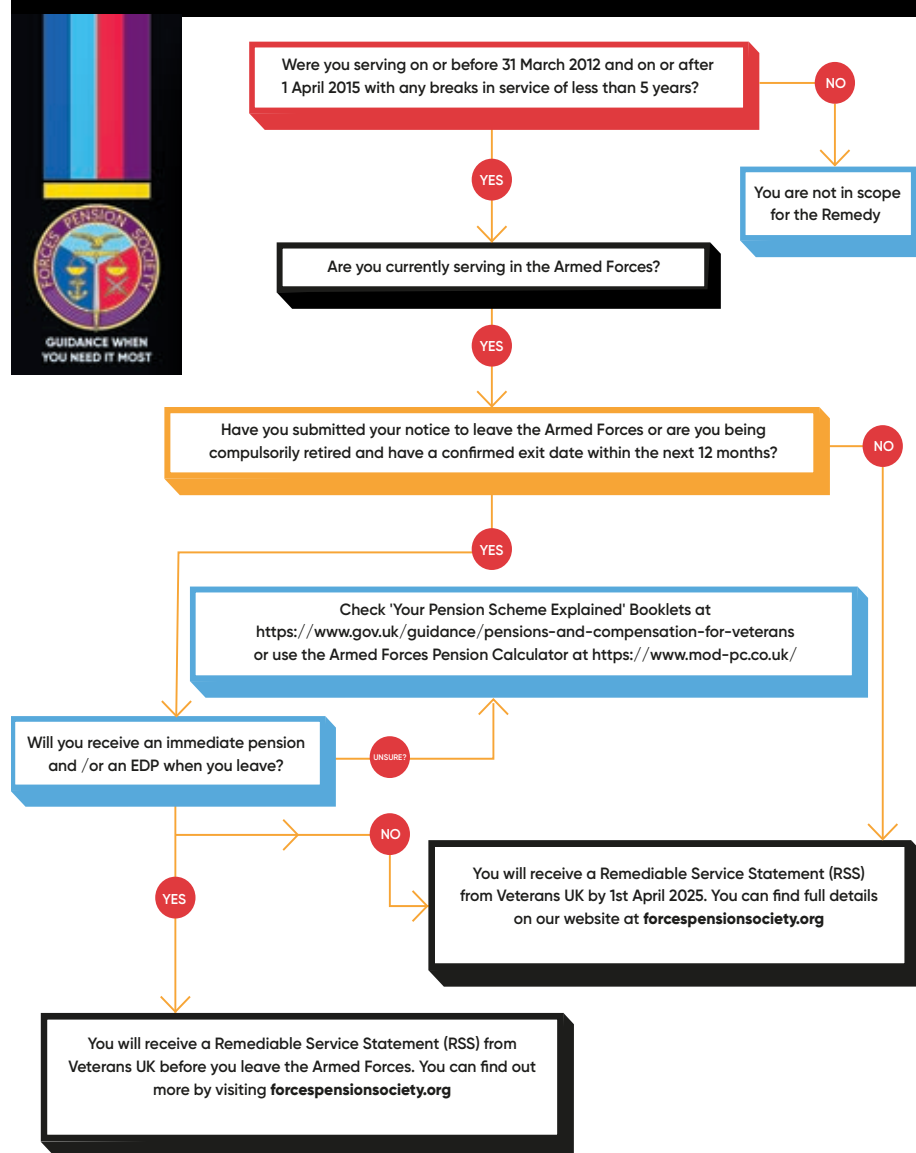 Were you serving on or before 31 March 2012 and on or after
1 April 2015 with any breaks in service of less than 5 years?
NO
YES
You are not in scope
for the Remedy
FORCES PENSION SOCIETY
GUIDANCE WHEN
YOU NEED IT MOST
Are you currently serving in the Armed Forces?
YES
Have you submitted your notice to leave the Armed Forces or are you being
compulsorily retired and have a confirmed exit date within the next 12 months?
NO
YES
Check 'Your Pension Scheme Explained' Booklets at
https://www.gov.uk/guidance/pensions-and-compensation-for-veterans
or use the Armed Forces Pension Calculator at https://www.mod-pc.co.uk/
Will you receive an immediate pension
and /or an EDP when you leave?
UNSURE?
NO
YES
You will receive a Remediable Service Statement (RSS)
from Veterans UK by 1st April 2025. You can find full details
on our website at forcespensionsociety.org
You will receive a Remediable Service Statement (RSS) from
Veterans UK before you leave the Armed Forces. You can find out
more by visiting forcespensionsociety.org